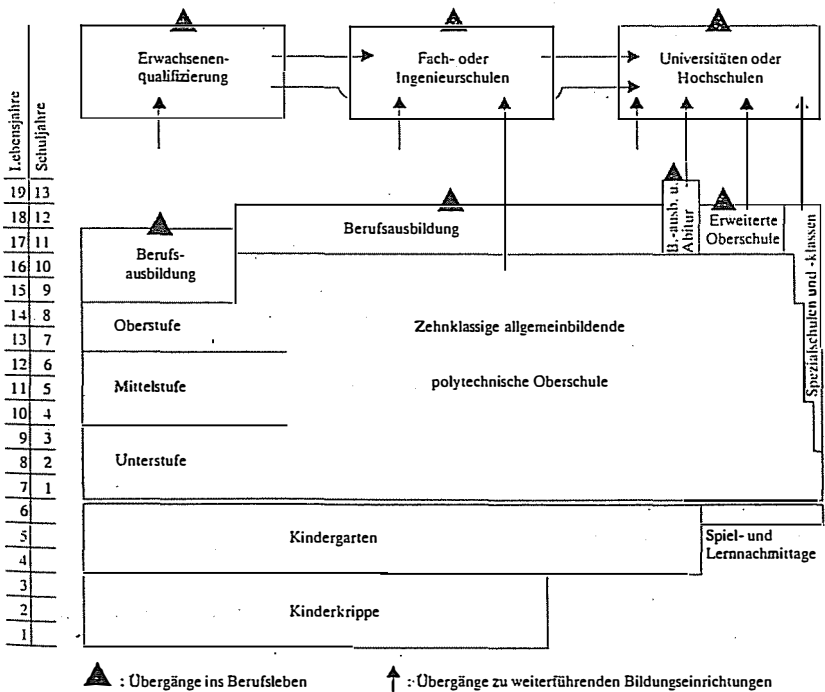 Erwachsenen-
qualifizierung
Fach- oder
Ingenieurschulen
Universitäten oder
Hochschulen
Lebensjahre
Schuljahre
19 13
18 12
17 11
16 10
15 9
14 8
13 7
12 6
11 5
10 4
9 3
8 2
7 1
6
5
4
3
2
1
Berufs-
ausbildung
Berufsausbildung
B.-ausb. u.
Abitur
Erweiterte
Oberschule
Spezialschulen und -klassen
Oberstufe
Mittelstufe
Unterstufe
Zehnklassige allgemeinbildende
polytechnische Oberschule
Kindergarten
Spiel- und
Lernnachmittage
Kinderkrippe
: Übergänge ins Berufsleben
: Übergänge zu weiterführenden Bildungseinrichtungen